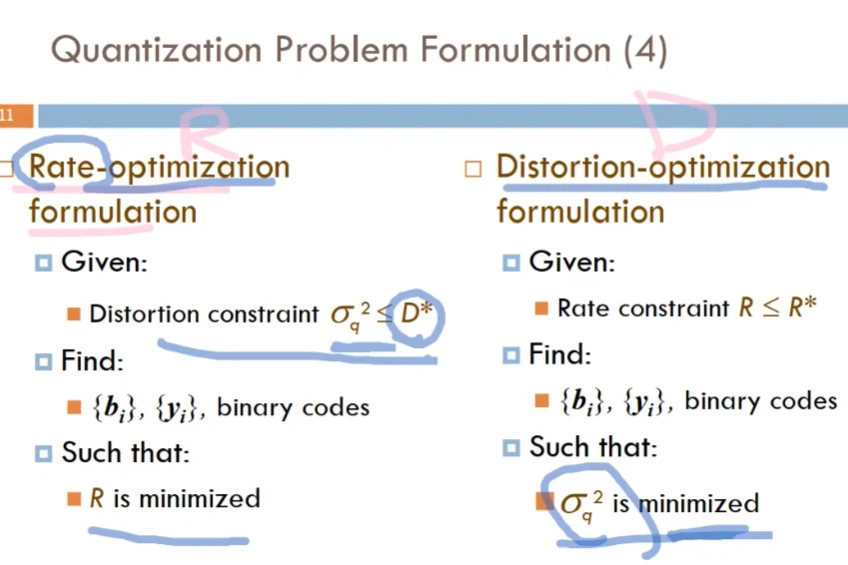 Quantization Problem Formulation (4)
11
R
Rate-optimization
formulation
Given:
Distortion constraint σq² ≤ D*
Find:
{bi}, {yi}, binary codes
Such that:
R is minimized
D
Distortion-optimization
formulation
Given:
Rate constraint R ≤ R*
Find:
{bi}, {yi}, binary codes
Such that:
σq² is minimized